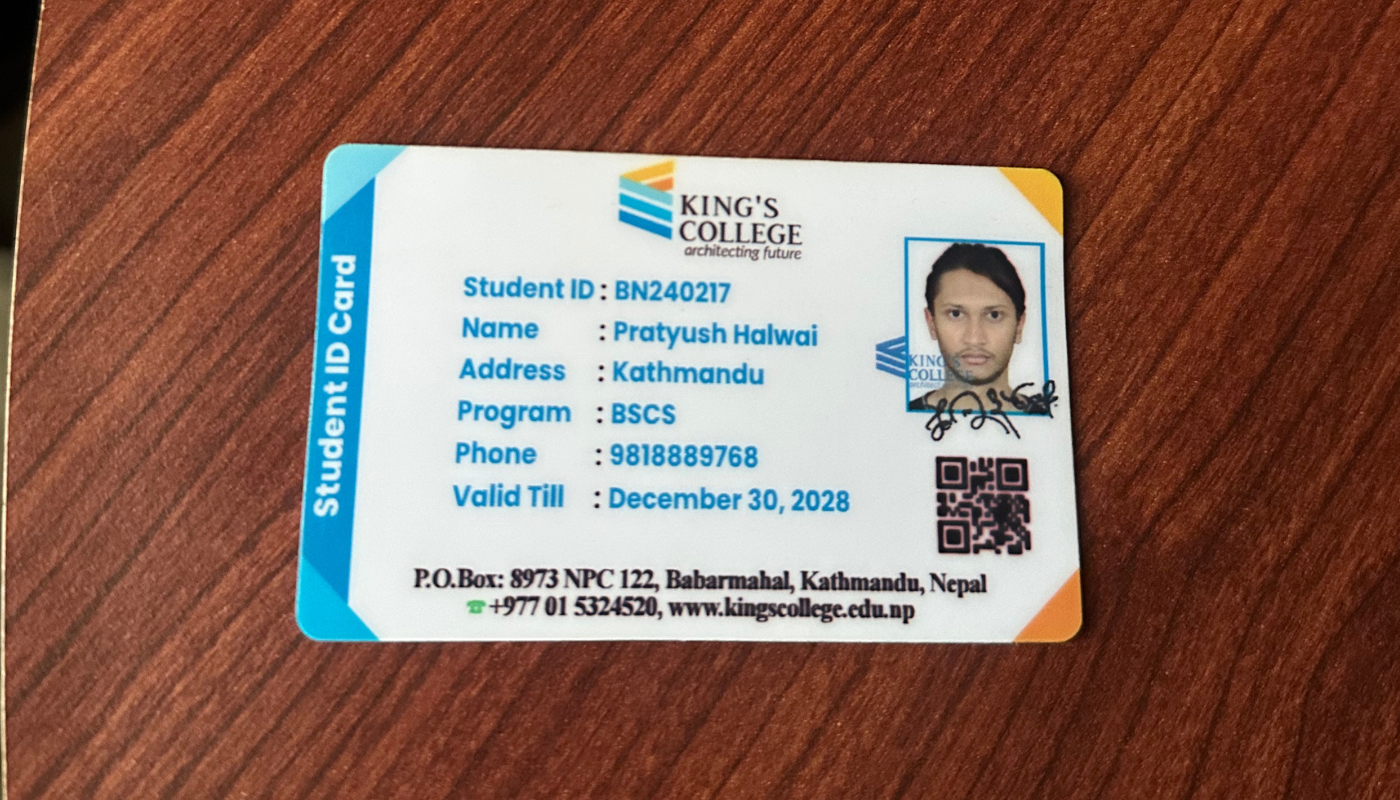 KING'S
COLLEGE
architecting future
Student ID Card
Student ID : BN240217
Name : Pratyush Halwai
Address : Kathmandu
Program : BSCS
Phone : 9818889768
Valid Till : December 30, 2028
KING'S
COLLEGE
P.O.Box: 8973 NPC 122, Babarmahal, Kathmandu, Nepal
☎+977 01 5324520, www.kingscollege.edu.np